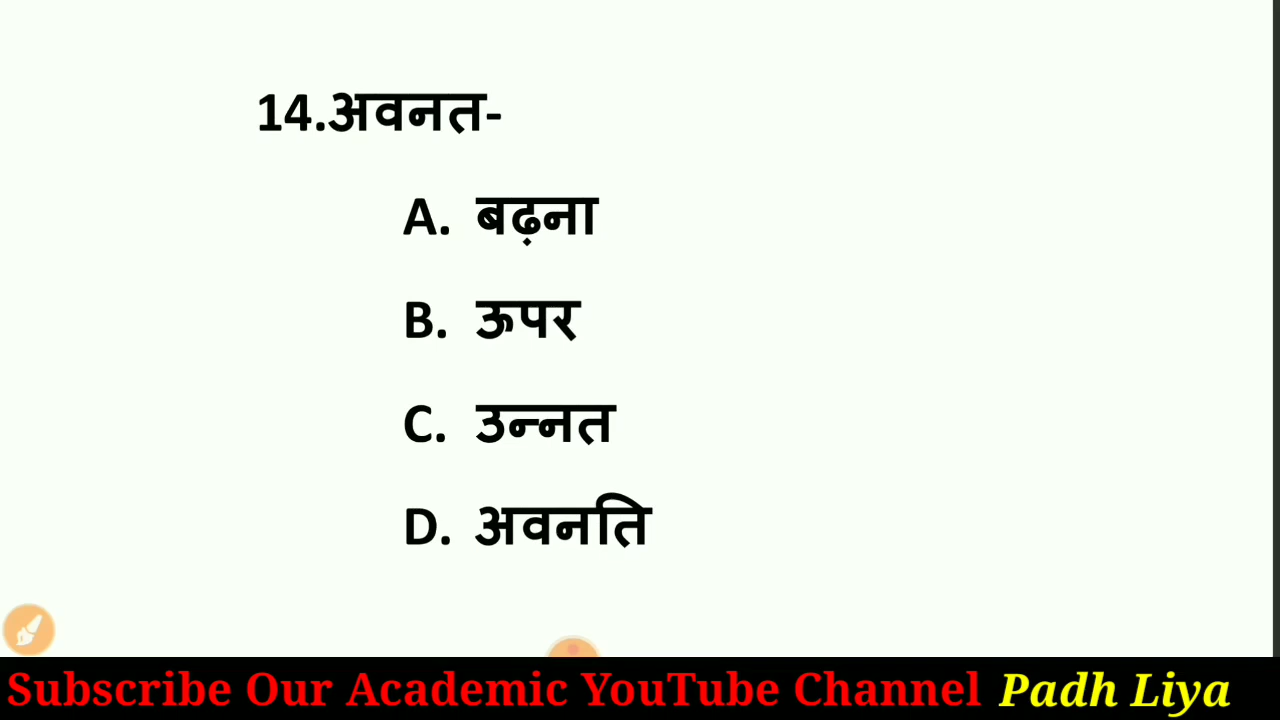 14.अवनत-
A. बढ़ना
B. ऊपर
C. उन्नत
D. अवनति
Subscribe Our Academic YouTube Channel Padh Liya